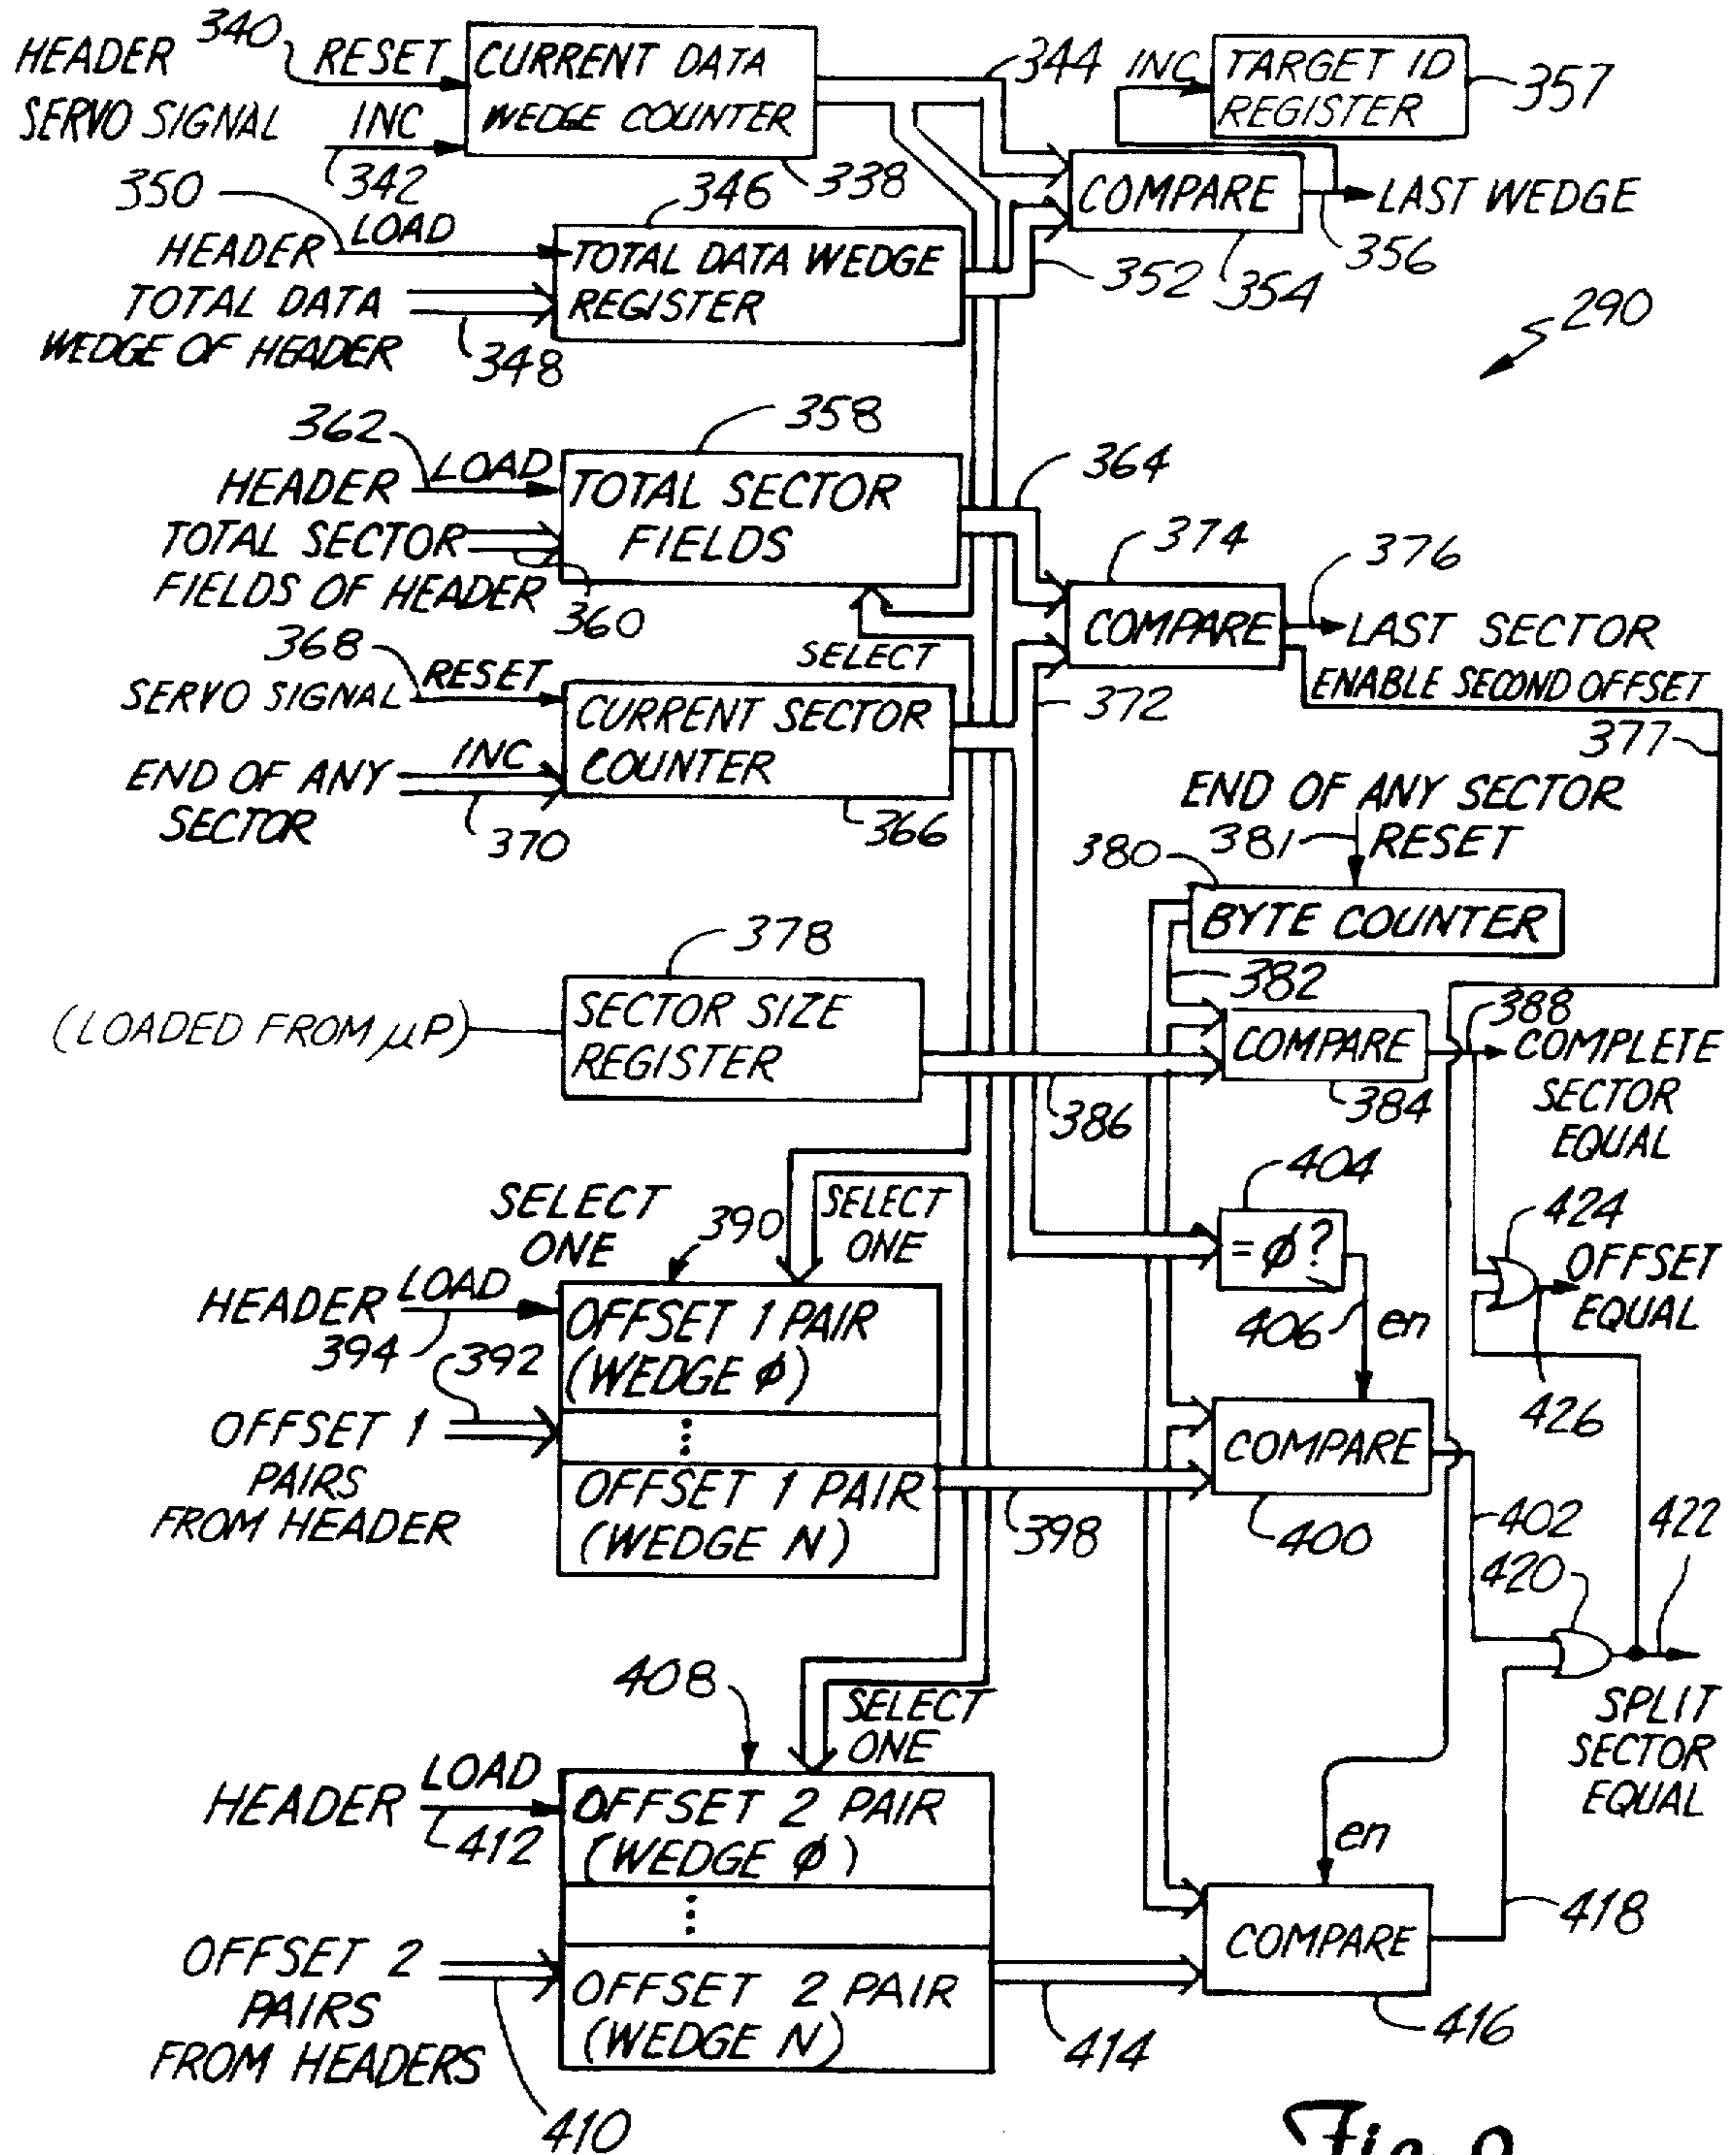 HEADER 340 RESET
SERVO SIGNAL INC
342
CURRENT DATA
WEDGE COUNTER
338
344
INC
TARGET ID
REGISTER
357
COMPARE
LAST WEDGE
356
354
352
290
350
HEADER LOAD
TOTAL DATA
WEDGE OF HEADER
348
346
TOTAL DATA WEDGE
REGISTER
362
HEADER LOAD
TOTAL SECTOR
FIELDS OF HEADER
360
358
TOTAL SECTOR
FIELDS
364
SELECT
374
COMPARE
376
LAST SECTOR
ENABLE SECOND OFFSET
377
372
368
SERVO SIGNAL RESET
END OF ANY
SECTOR
INC
370
CURRENT SECTOR
COUNTER
366
END OF ANY SECTOR
381 RESET
380
BYTE COUNTER
382
378
(LOADED FROM µP)
SECTOR SIZE
REGISTER
386
COMPARE
384
388
COMPLETE
SECTOR
EQUAL
404
= φ?
406
en
424
OFFSET
EQUAL
426
SELECT
ONE
390
SELECT
ONE
HEADER LOAD
394
392
OFFSET 1
PAIRS
FROM HEADER
OFFSET 1 PAIR
(WEDGE φ)
⋮
OFFSET 1 PAIR
(WEDGE N)
398
COMPARE
400
402
422
420
SPLIT
SECTOR
EQUAL
408
SELECT
ONE
HEADER LOAD
412
OFFSET 2
PAIRS
FROM HEADERS
410
OFFSET 2 PAIR
(WEDGE φ)
⋮
OFFSET 2 PAIR
(WEDGE N)
414
en
COMPARE
416
418
Fig. 9